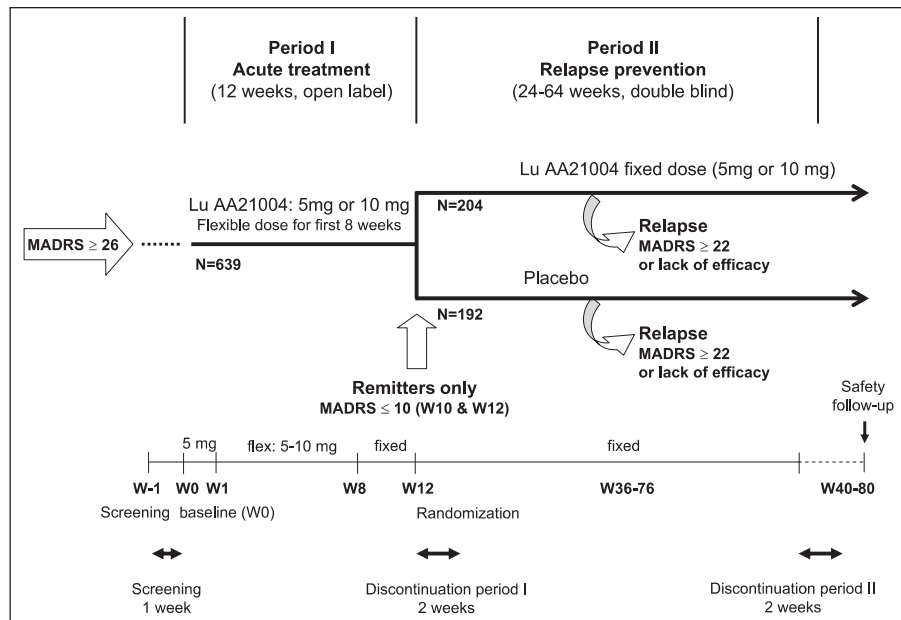 Period I
Acute treatment
(12 weeks, open label)
Period II
Relapse prevention
(24-64 weeks, double blind)
Lu AA21004 fixed dose (5mg or 10 mg)
Lu AA21004: 5mg or 10 mg
Flexible dose for first 8 weeks
N=204
Relapse
MADRS ≥ 22
or lack of efficacy
MADRS ≥ 26
N=639
Placebo
N=192
Relapse
MADRS ≥ 22
or lack of efficacy
Remitters only
MADRS ≤ 10 (W10 & W12)
Safety
follow-up
5 mg
flex: 5-10 mg
fixed
fixed
W-1
W0
W1
W8
W12
W36-76
W40-80
Screening
baseline (W0)
Randomization
Screening
1 week
Discontinuation period I
2 weeks
Discontinuation period II
2 weeks